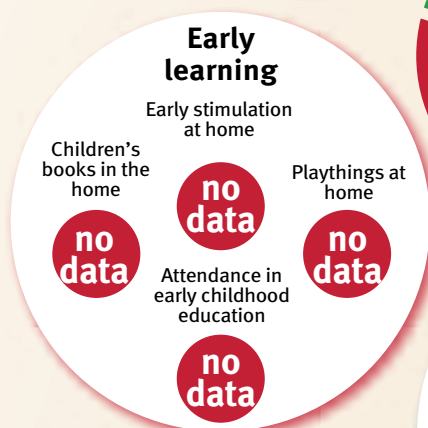 Early
learning
Early stimulation
at home
no
data
Children's
books in the
home
no
data
Playthings at
home
no
data
Attendance in
early childhood
education
no
data